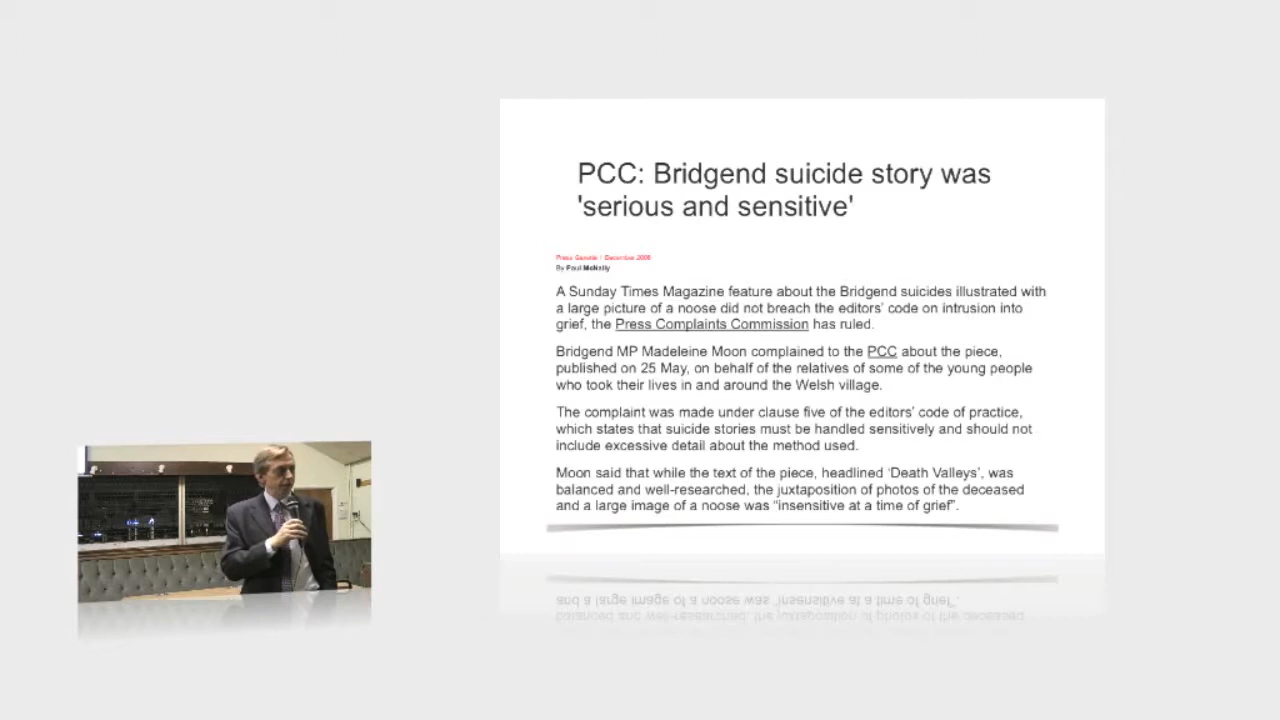 PCC: Bridgend suicide story was
'serious and sensitive'
Press Gazette / December 2008
By Paul McNally
A Sunday Times Magazine feature about the Bridgend suicides illustrated with
a large picture of a noose did not breach the editors' code on intrusion into
grief, the Press Complaints Commission has ruled.
Bridgend MP Madeleine Moon complained to the PCC about the piece,
published on 25 May, on behalf of the relatives of some of the young people
who took their lives in and around the Welsh village.
The complaint was made under clause five of the editors' code of practice,
which states that suicide stories must be handled sensitively and should not
include excessive detail about the method used.
Moon said that while the text of the piece, headlined ‘Death Valleys’, was
balanced and well-researched, the juxtaposition of photos of the deceased
and a large image of a noose was “insensitive at a time of grief”.